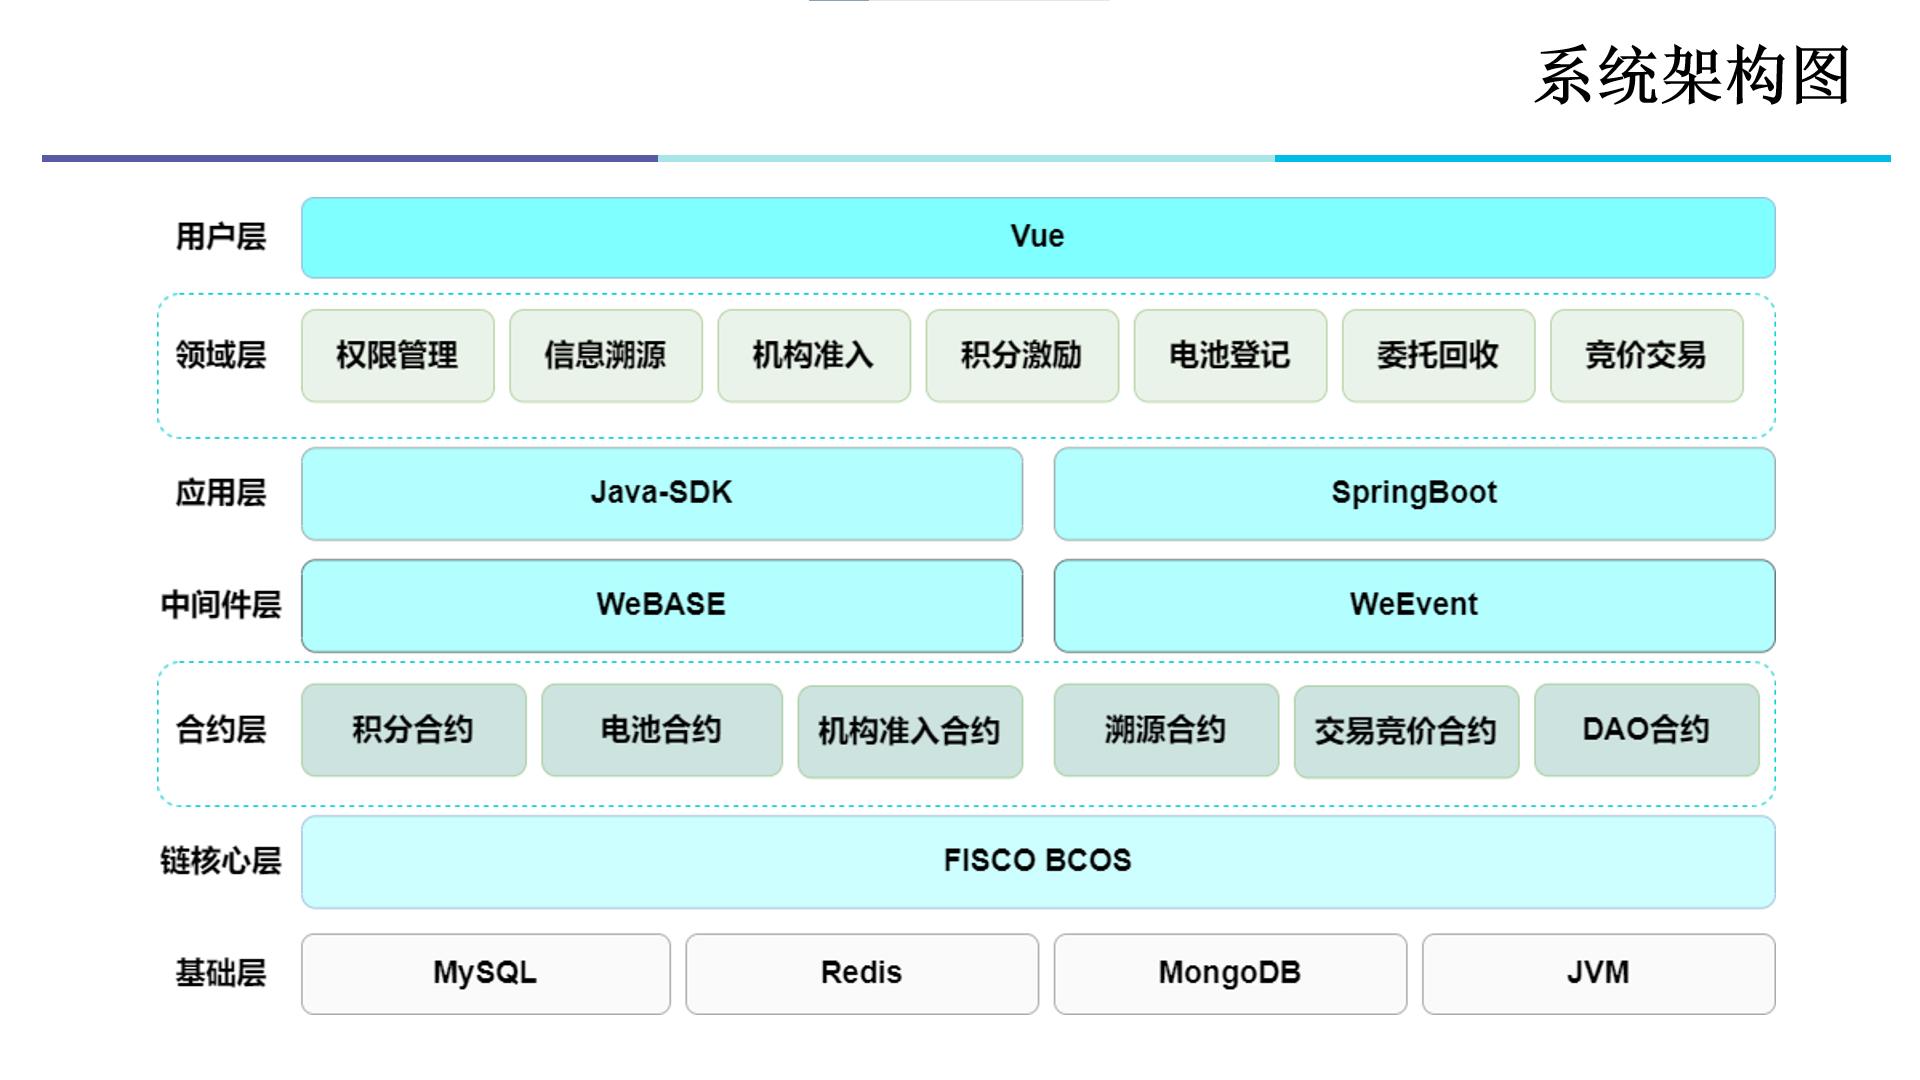 系统架构图
用户层 Vue
领域层 权限管理 信息溯源 机构准入 积分激励 电池登记 委托回收 竞价交易
应用层 Java-SDK SpringBoot
中间件层 WeBASE WeEvent
合约层 积分合约 电池合约 机构准入合约 溯源合约 交易竞价合约 DAO合约
链核心层 FISCO BCOS
基础层 MySQL Redis MongoDB JVM